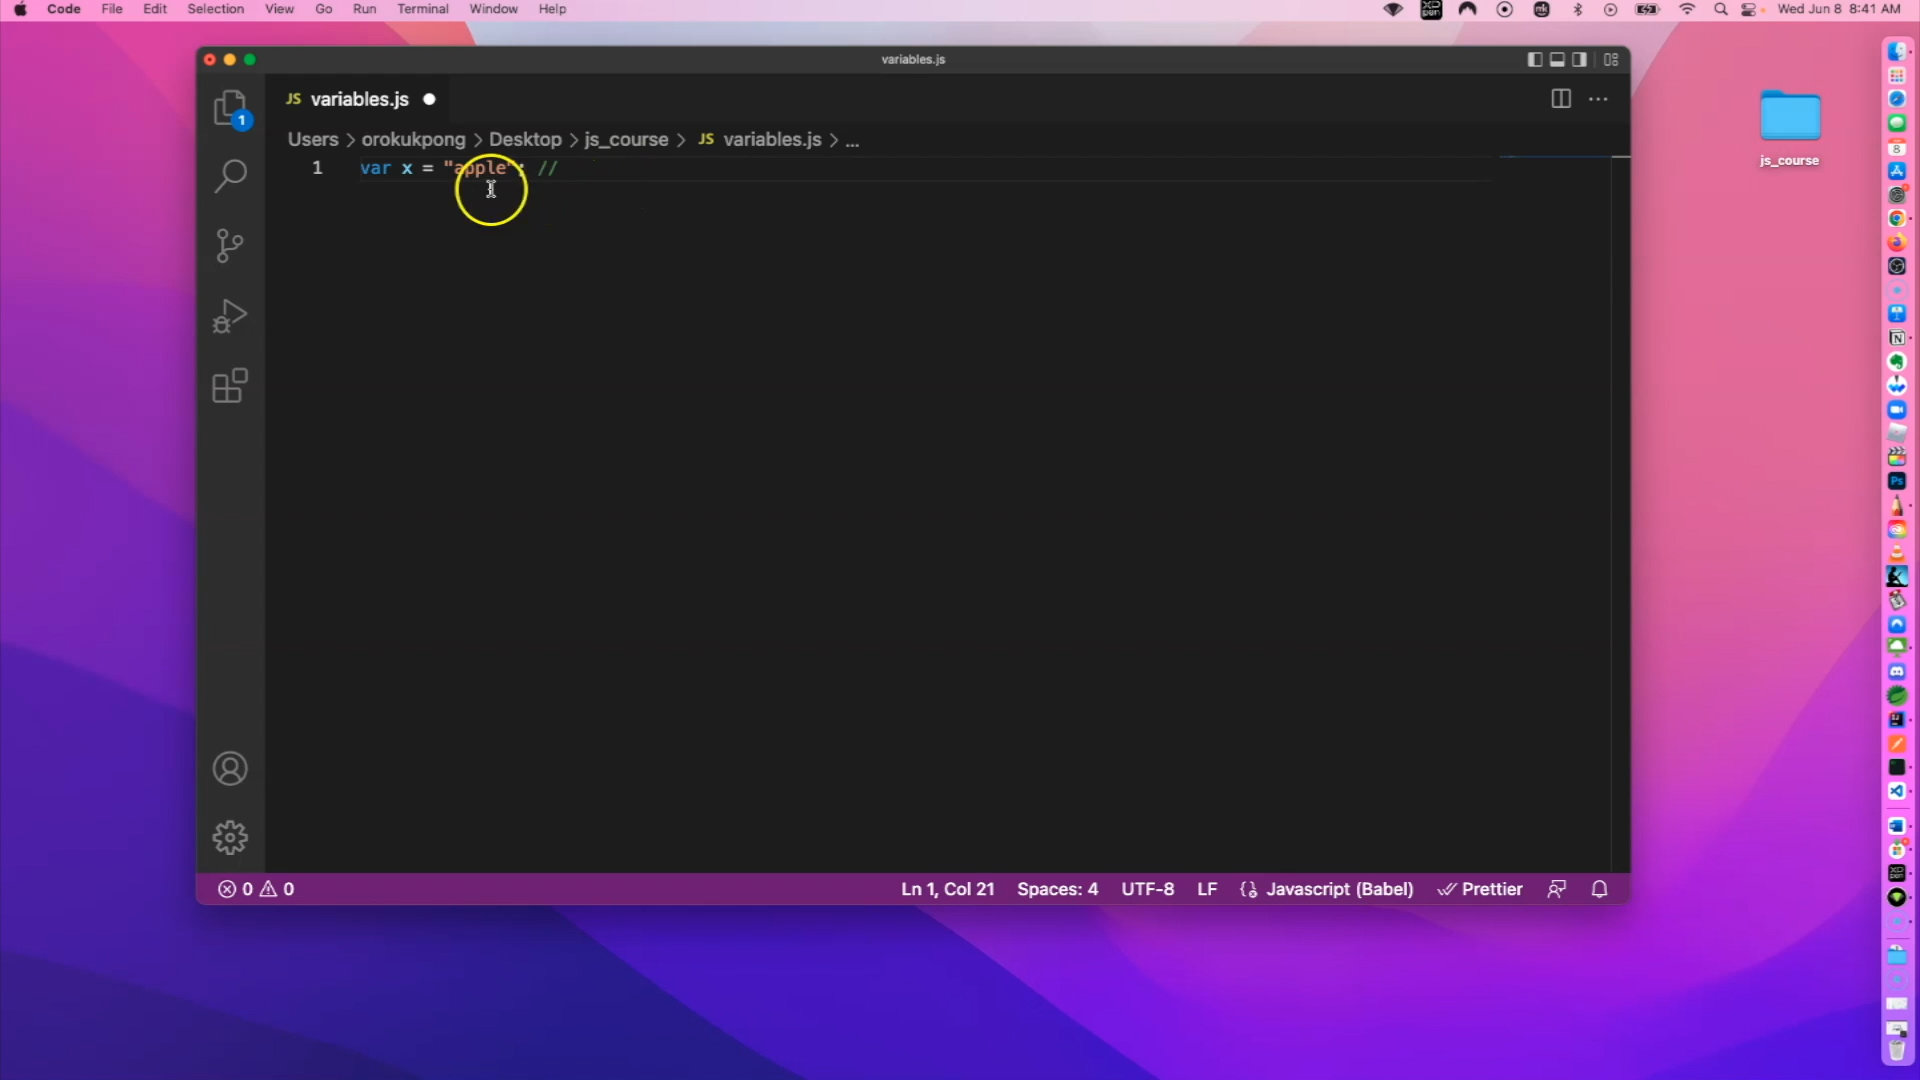 Code File Edit Selection View Go Run Terminal Window Help Wed Jun 8 8:41 AM
variables.js
JS variables.js
1
Users > orokukpong > Desktop > js_course > JS variables.js > ...
1 var x = "apple"; //
js_course
0 0 Ln 1, Col 21 Spaces: 4 UTF-8 LF Javascript (Babel) Prettier